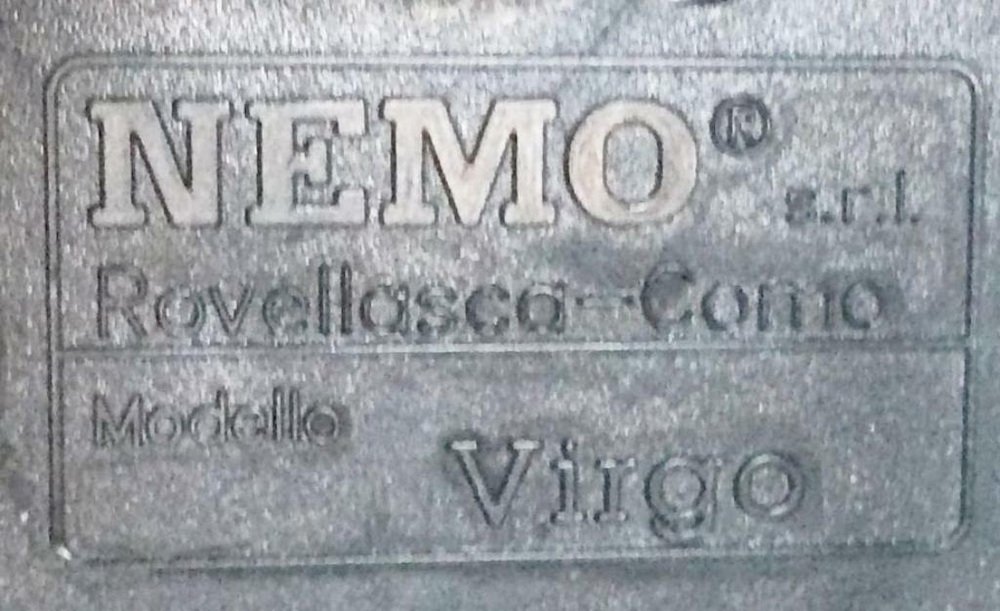 NEMO® s.r.l.
Rovellasca-Como
Modello
Virgo